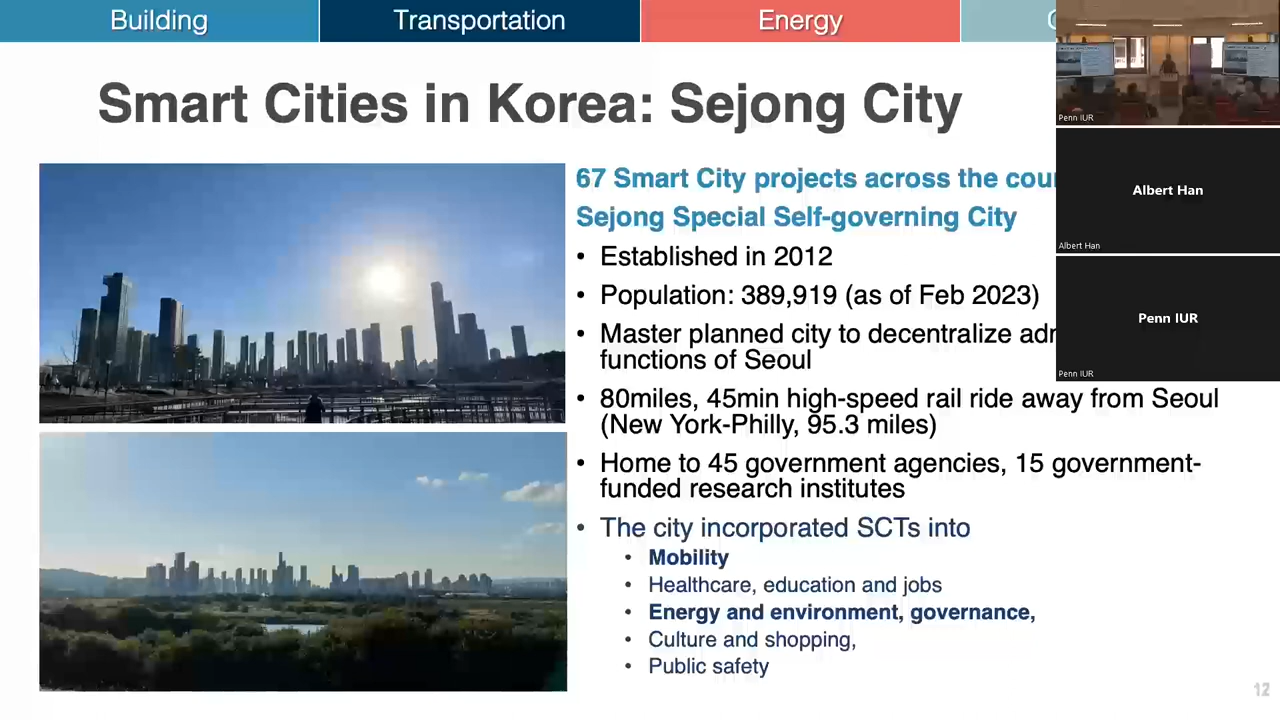 Building
Transportation
Energy
Smart Cities in Korea: Sejong City
67 Smart City projects across the
Sejong Special Self-governing City
• Established in 2012
• Population: 389,919 (as of Feb 2023)
• Master planned city to decentralize
functions of Seoul
• 80miles, 45min high-speed rail ride away from Seoul
(New York-Philly, 95.3 miles)
• Home to 45 government agencies, 15 government-
funded research institutes
• The city incorporated SCTs into
• Mobility
• Healthcare, education and jobs
• Energy and environment, governance,
• Culture and shopping,
• Public safety
12
Penn IUR
Albert Han
Albert Han
Penn IUR
Penn IUR